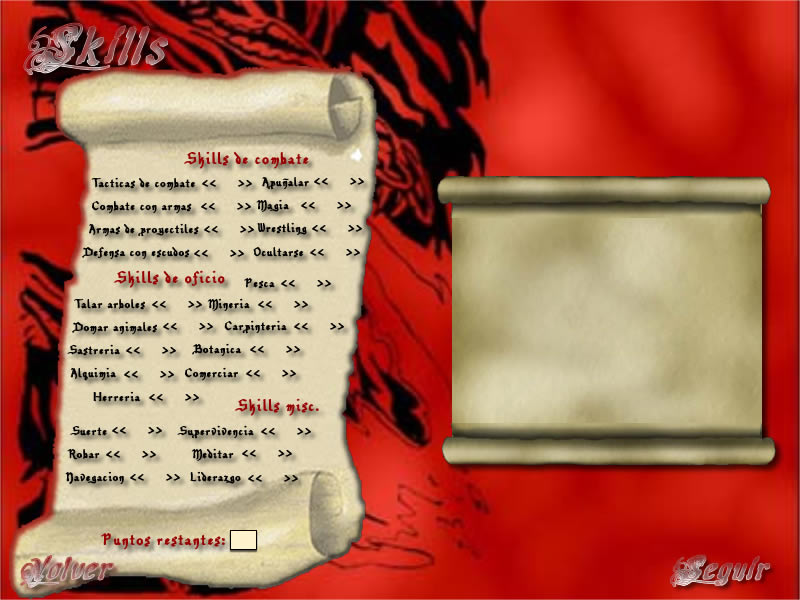 Skills
Skills de combate
Tacticas de combate << >> Apuñalar << >>
Combate con armas << >> Magia << >>
Armas de proyectiles << >> Wrestling << >>
Defensa con escudos << >> Ocultarse << >>
Skills de oficio Pesca << >>
Talar arboles << >> Mineria << >>
Domar animales << >> Carpinteria << >>
Sastreria << >> Botanica << >>
Alquimia << >> Comerciar << >>
Herreria << >>
Skills misc.
Suerte << >> Supervivencia << >>
Robar << >> Meditar << >>
Navegacion << >> Liderazgo << >>
Puntos restantes:
Volver
Seguir